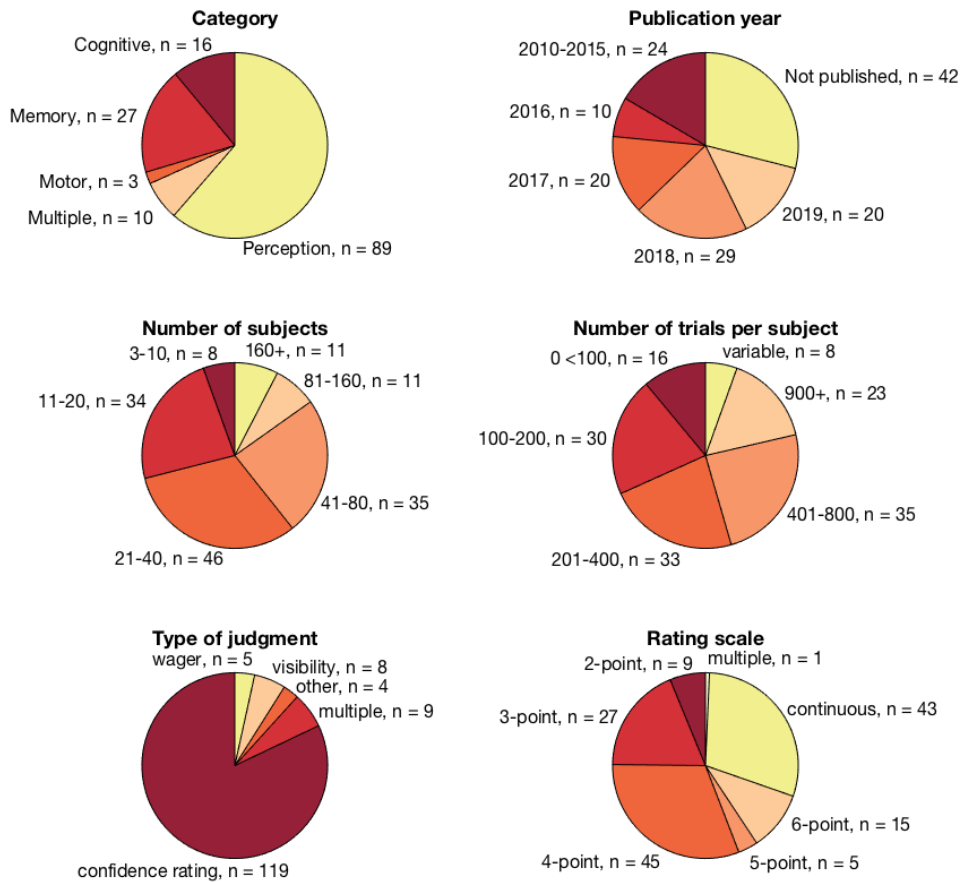 Category
Cognitive, n = 16
Memory, n = 27
Motor, n = 3
Multiple, n = 10
Perception, n = 89
Publication year
2010-2015, n = 24
Not published, n = 42
2016, n = 10
2017, n = 20
2019, n = 20
2018, n = 29
Number of subjects
3-10, n = 8
160+, n = 11
81-160, n = 11
11-20, n = 34
41-80, n = 35
21-40, n = 46
Number of trials per subject
0 <100, n = 16
variable, n = 8
900+, n = 23
100-200, n = 30
401-800, n = 35
201-400, n = 33
Type of judgment
wager, n = 5
visibility, n = 8
other, n = 4
multiple, n = 9
confidence rating, n = 119
Rating scale
2-point, n = 9
multiple, n = 1
continuous, n = 43
3-point, n = 27
6-point, n = 15
5-point, n = 5
4-point, n = 45